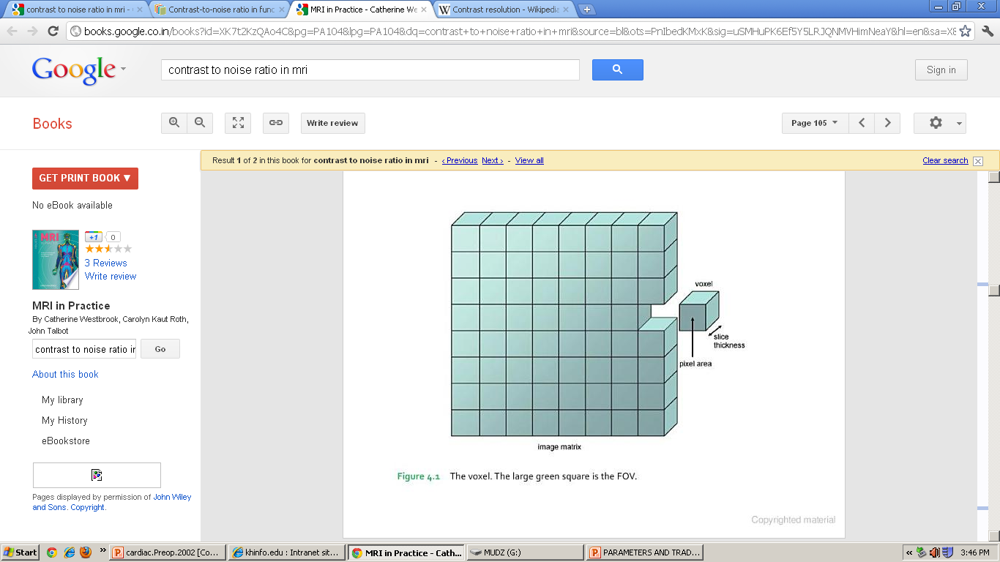 contrast to noise ratio in mri -
Contrast-to-noise ratio in func
MRI in Practice - Catherine We
W Contrast resolution - Wikipedia
books.google.co.in/books?id=XK7t2KzQAo4C&pg=PA104&lpg=PA104&dq=contrast+to+noise+ratio+in+mri&source=bl&ots=PnIbedKMxK&sig=uSMHuPK6Ef5Y5LRJQNMVHimNeaY&hl=en&sa=X
Google
contrast to noise ratio in mri
Sign in
Books
Write review
Page 105
Result 1 of 2 in this book for contrast to noise ratio in mri - ‹ Previous Next › - View all
Clear search
GET PRINT BOOK ▼
No eBook available
MRI
+1 0
3 Reviews
Write review
MRI in Practice
By Catherine Westbrook, Carolyn Kaut Roth,
John Talbot
contrast to noise ratio in
Go
About this book
My library
My History
eBookstore
Pages displayed by permission of John Wiley
and Sons. Copyright.
voxel
slice
thickness
pixel area
image matrix
Figure 4.1 The voxel. The large green square is the FOV.
Copyrighted material
Start
»
cardiac.Preop.2002 [Co...
khinfo.edu : Intranet sit...
MRI in Practice - Cath...
MUDZ (G:)
PARAMETERS AND TRAD...
«
3:46 PM